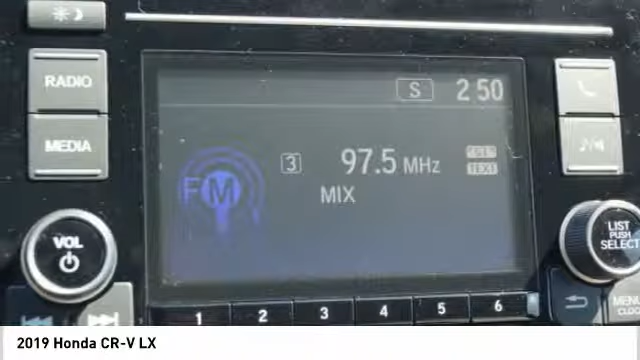 S 2 50
RADIO
MEDIA
FM
3 97.5 MHz
TEXT
MIX
VOL
LIST
PUSH
SELECT
1 2 3 4 5 6
MENU
CLOCK
2019 Honda CR-V LX